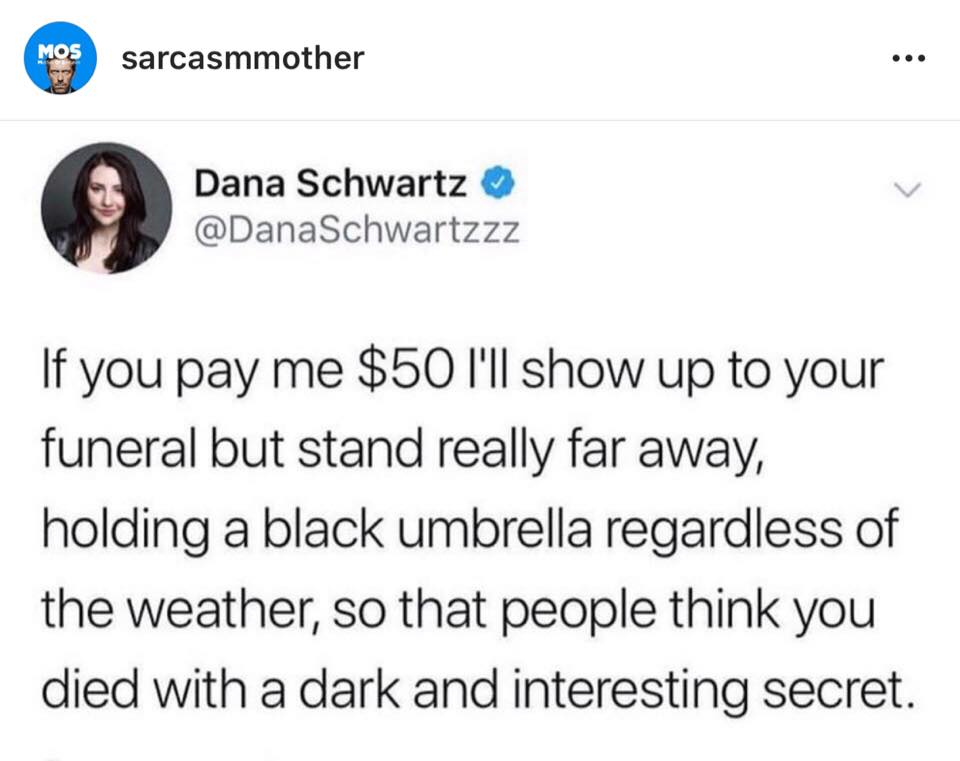 MOS
sarcasmmother
Dana Schwartz
@DanaSchwartzzz
If you pay me $50 I'll show up to your
funeral but stand really far away,
holding a black umbrella regardless of
the weather, so that people think you
died with a dark and interesting secret.